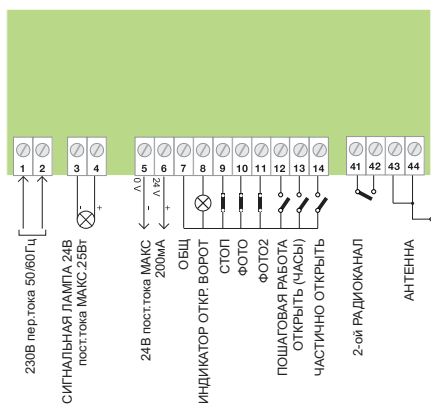 1 2 3 4 5 6 7 8 9 10 11 12 13 14 41 42 43 44
- +
0 V - 24 V +
230В пер.тока 50/60Гц
СИГНАЛЬНАЯ ЛАМПА 24В
пост.тока МАКС.25Вт
24В пост.тока МАКС
200мА
ОБЩ
ИНДИКАТОР ОТКР. ВОРОТ
СТОП
ФОТО
ФОТО2
ПОШАГОВАЯ РАБОТА
ОТКРЫТЬ (ЧАСЫ)
ЧАСТИЧНО ОТКРЫТЬ
2-ой РАДИОКАНАЛ
АНТЕННА